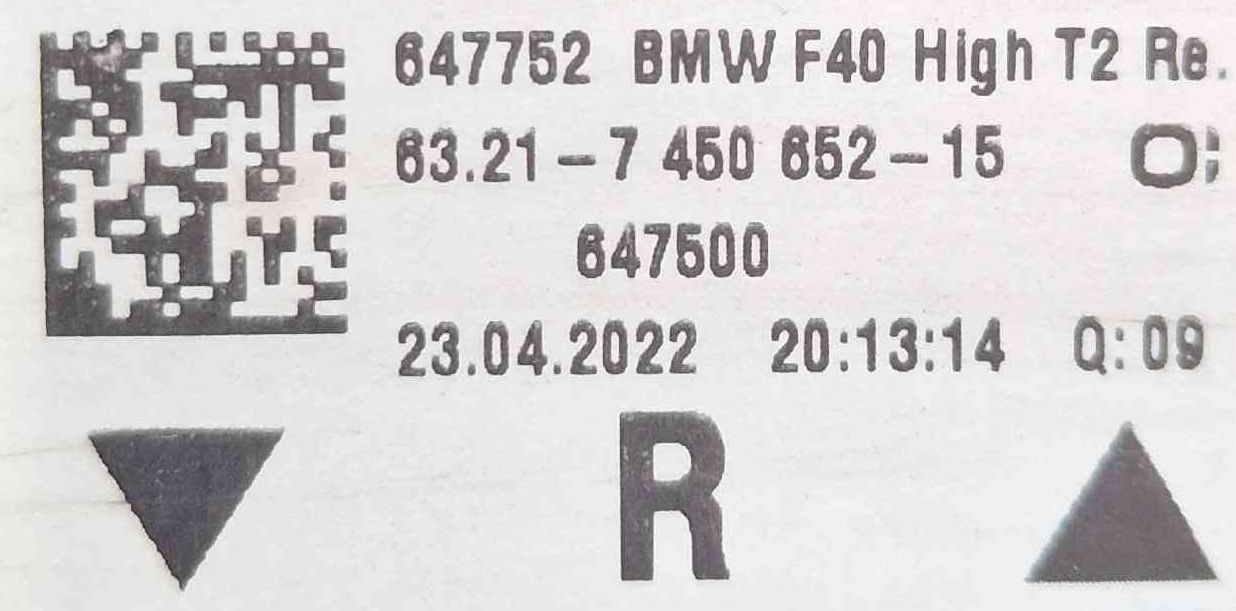 647752 BMW F40 High T2 Re.
63.21-7 450 652-15 O;
647500
23.04.2022 20:13:14 Q: 09
R